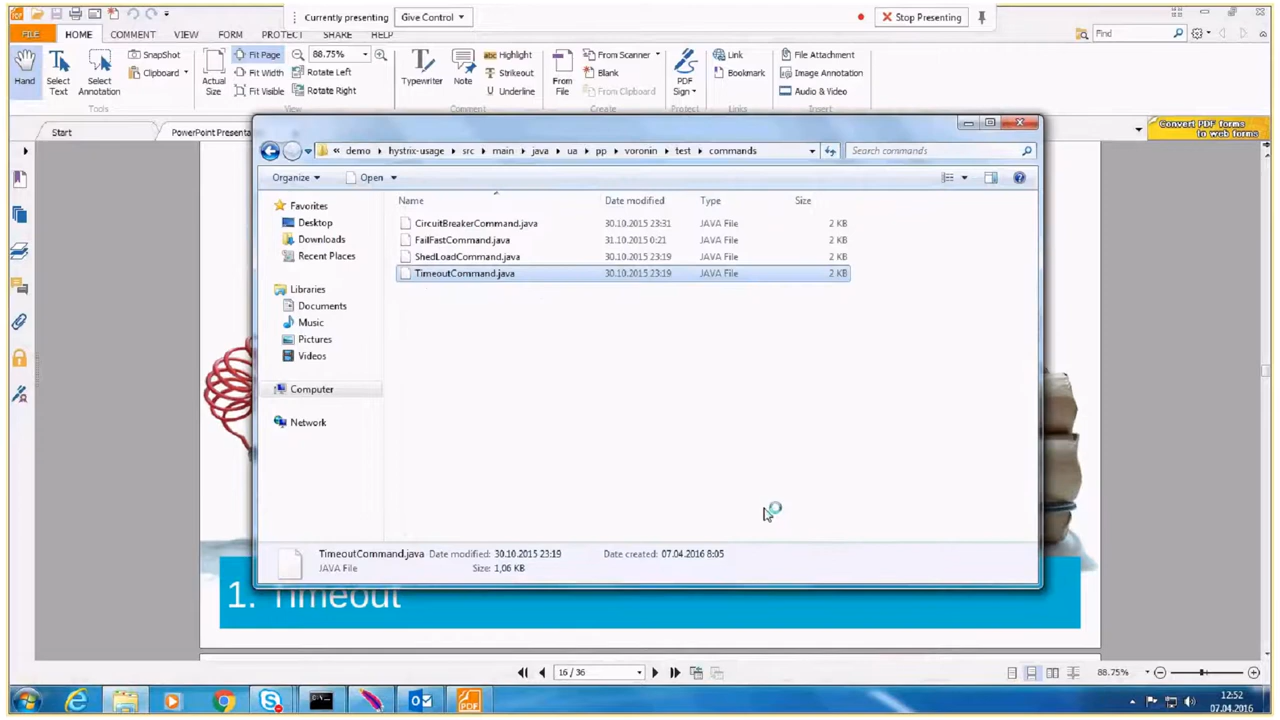 Currently presenting Give Control Stop Presenting
FILE HOME COMMENT VIEW FORM PROTECT SHARE HELP Find
Hand
Select Text
Select Annotation
SnapShot
Clipboard
Tools
Actual Size
Fit Page
Fit Width
Fit Visible
88.75%
Rotate Left
Rotate Right
View
Typewriter
Note
Highlight
Strikeout
Underline
Comment
From File
From Scanner
Blank
From Clipboard
Create
PDF Sign
Protect
Link
Bookmark
Links
File Attachment
Image Annotation
Audio & Video
Insert
Start
PowerPoint Presenta
Convert PDF forms
to web forms
« demo hystrix-usage src main java ua pp voronin test commands
Search commands
Organize Open
Favorites
Desktop
Downloads
Recent Places
Libraries
Documents
Music
Pictures
Videos
Computer
Network
Name Date modified Type Size
CircuitBreakerCommand.java 30.10.2015 23:31 JAVA File 2 KB
FailFastCommand.java 31.10.2015 0:21 JAVA File 2 KB
ShedLoadCommand.java 30.10.2015 23:19 JAVA File 2 KB
TimeoutCommand.java 30.10.2015 23:19 JAVA File 2 KB
TimeoutCommand.java Date modified: 30.10.2015 23:19 Date created: 07.04.2016 8:05
JAVA File Size: 1,06 KB
1. Timeout
16 / 36
88.75%
12:52
07.04.2016